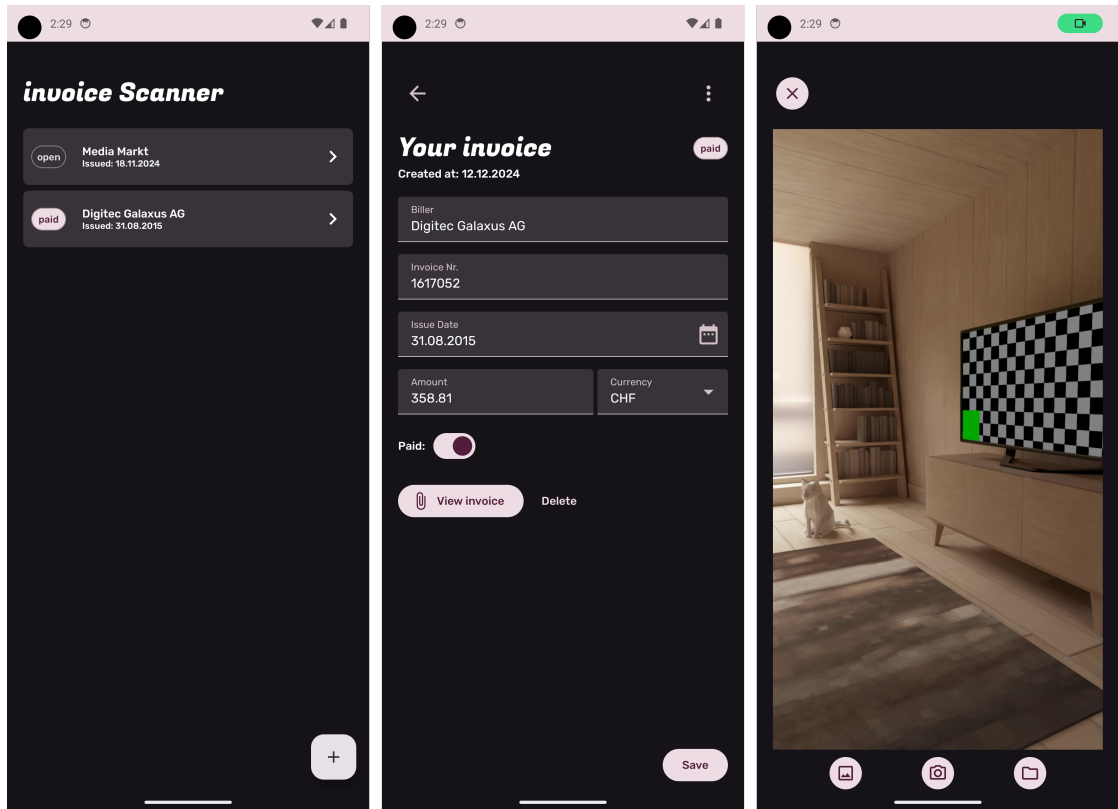 2:29
invoice Scanner
open
Media Markt
Issued: 18.11.2024
paid
Digitec Galaxus AG
Issued: 31.08.2015
+
2:29
Your invoice
paid
Created at: 12.12.2024
Biller
Digitec Galaxus AG
Invoice Nr.
1617052
Issue Date
31.08.2015
Amount
358.81
Currency
CHF
Paid:
View invoice
Delete
Save
2:29